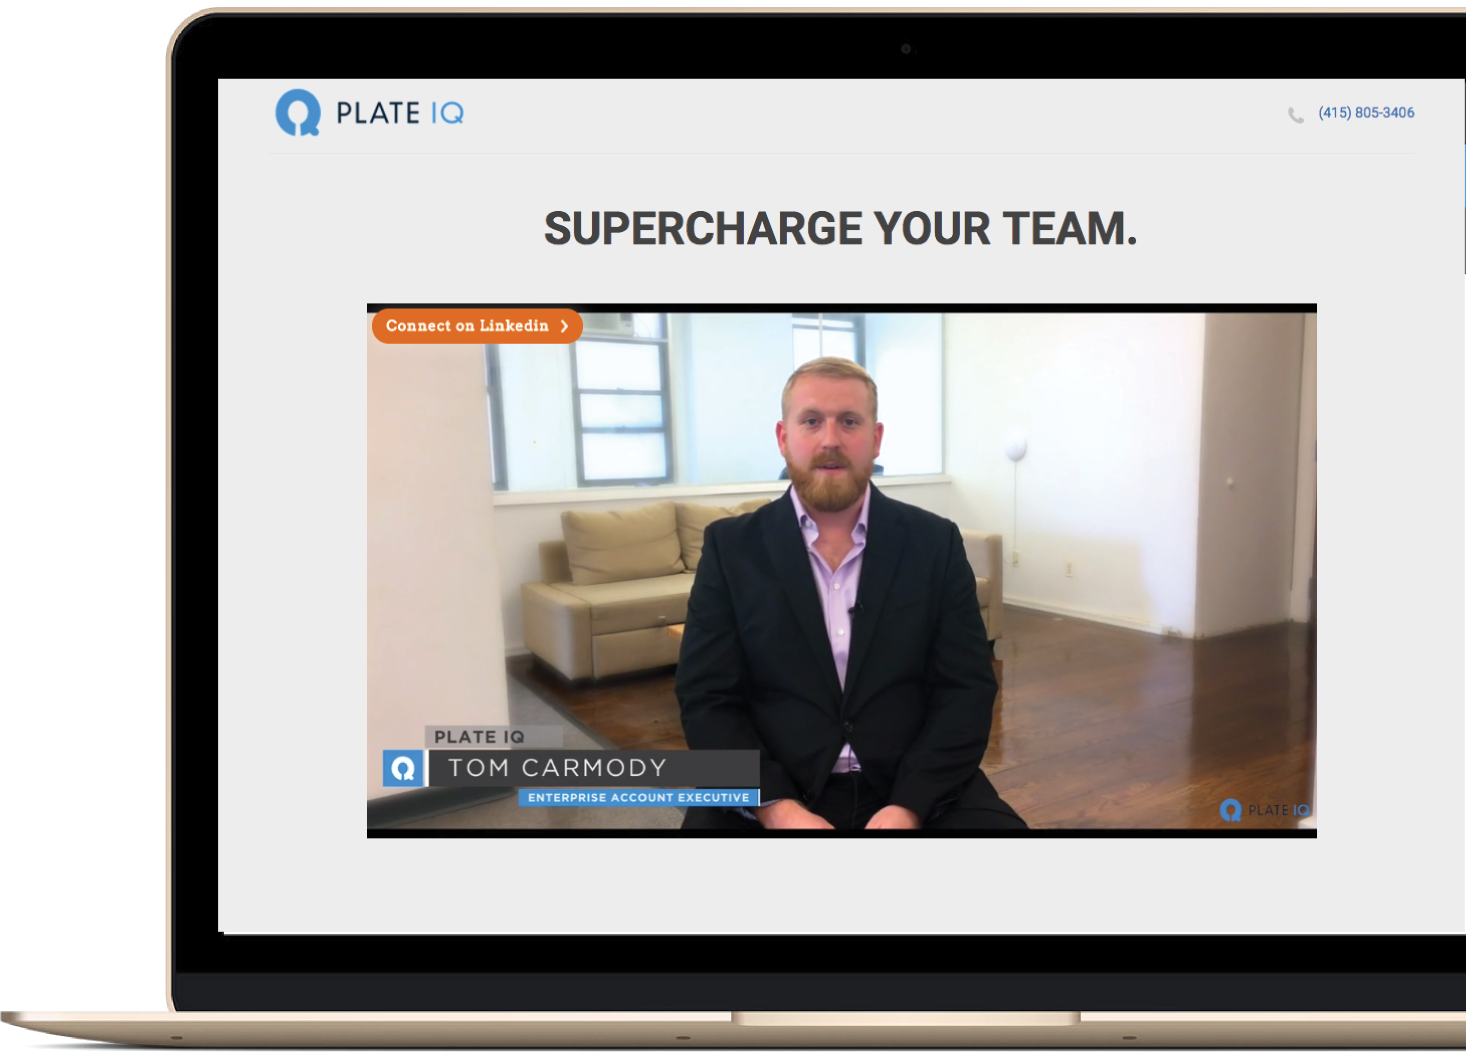 PLATE IQ
(415) 805-3406
SUPERCHARGE YOUR TEAM.
Connect on Linkedin
PLATE IQ
TOM CARMODY
ENTERPRISE ACCOUNT EXECUTIVE
PLATE IQ